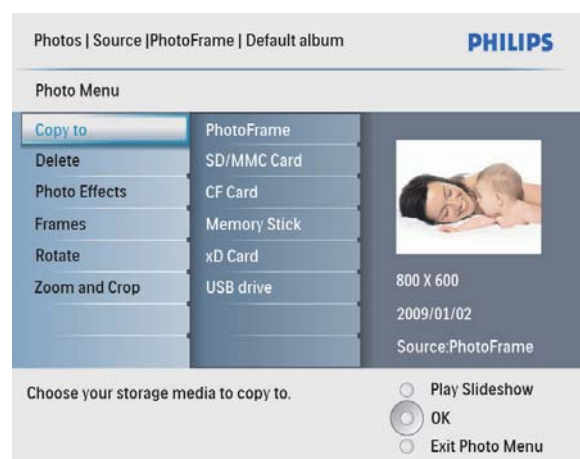 Photos | Source |PhotoFrame | Default album
PHILIPS
Photo Menu
Copy to
Delete
Photo Effects
Frames
Rotate
Zoom and Crop
PhotoFrame
SD/MMC Card
CF Card
Memory Stick
xD Card
USB drive
800 X 600
2009/01/02
Source:PhotoFrame
Choose your storage media to copy to.
Play Slideshow
OK
Exit Photo Menu